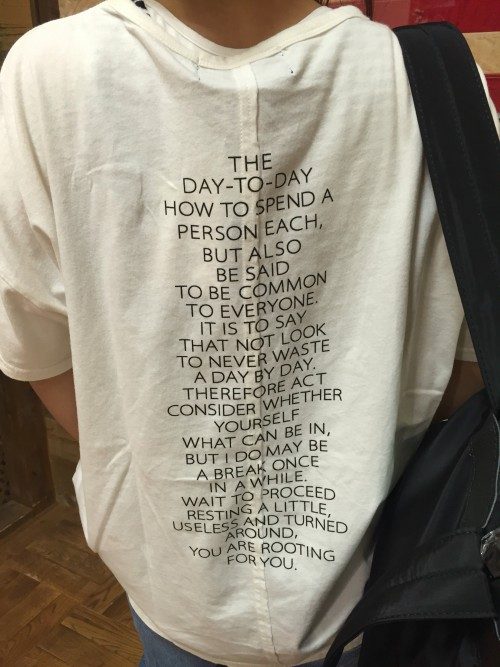 THE
DAY-TO-DAY
HOW TO SPEND A
PERSON EACH,
BUT ALSO
BE SAID
TO BE COMMON
TO EVERYONE.
IT IS TO SAY
THAT NOT LOOK
TO NEVER WASTE
A DAY BY DAY.
THEREFORE ACT
CONSIDER WHETHER
YOURSELF
WHAT CAN BE IN,
BUT I DO MAY BE
A BREAK ONCE
IN A WHILE.
WAIT TO PROCEED
RESTING A LITTLE,
USELESS AND TURNED
AROUND,
YOU ARE ROOTING
FOR YOU.